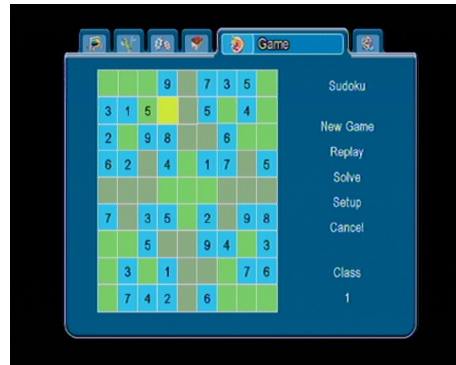 Game
9 7 3 5
3 1 5 5 4
2 9 8 6
6 2 4 1 7 5
7 3 5 2 9 8
5 9 4 3
3 1 7 6
7 4 2 6
Sudoku
New Game
Replay
Solve
Setup
Cancel
Class
1